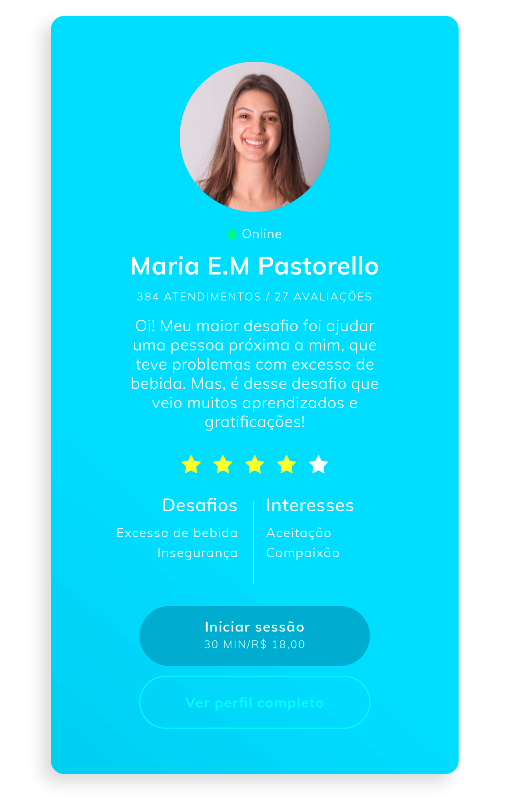 Online
Maria E.M Pastorello
384 ATENDIMENTOS / 27 AVALIAÇÕES
Oi! Meu maior desafio foi ajudar
uma pessoa próxima a mim, que
teve problemas com excesso de
bebida. Mas, é desse desafio que
veio muitos aprendizados e
gratificações!
Desafios
Excesso de bebida
Insegurança
Interesses
Aceitação
Compaixão
Iniciar sessão
30 MIN/R$ 18,00
Ver perfil completo